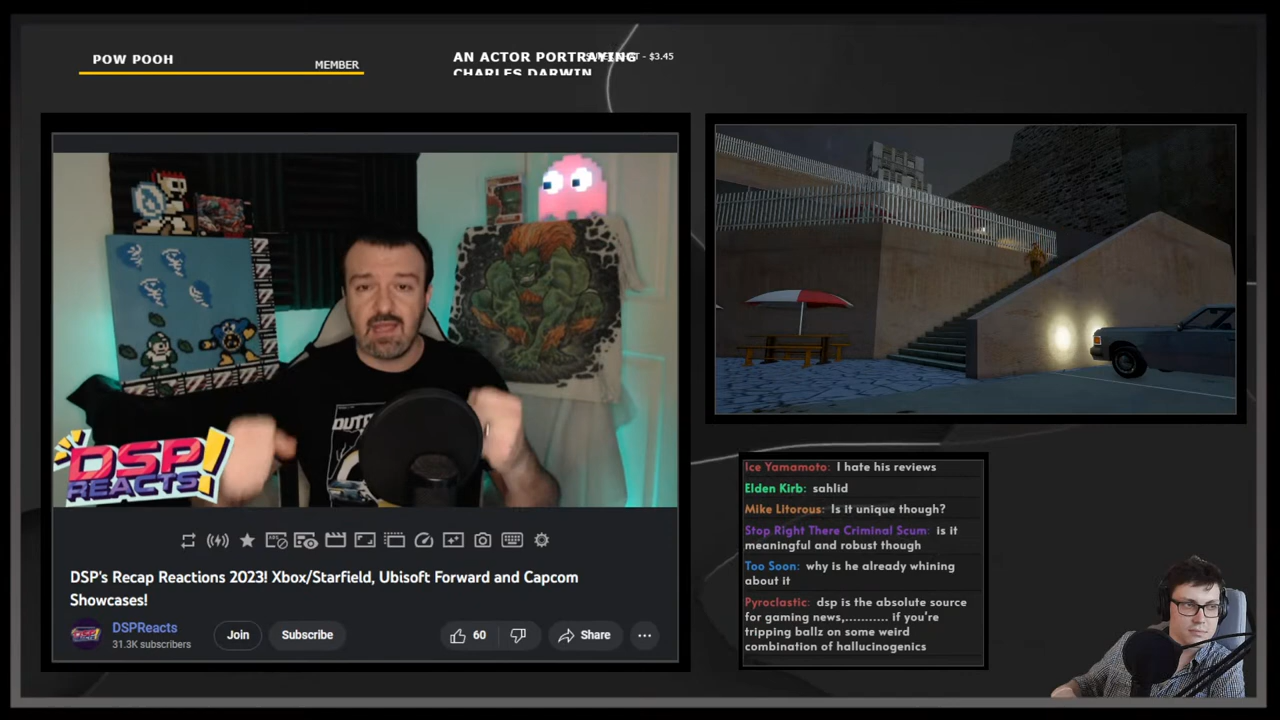 POW POOH
MEMBER
AN ACTOR PORTRAYING
CHARLES DARWIN
- $3.45
DSP!
REACTS
DSP's Recap Reactions 2023! Xbox/Starfield, Ubisoft Forward and Capcom
Showcases!
DSPReacts
31.3K subscribers
Join
Subscribe
60
Share
Ice Yamamoto: I hate his reviews
Elden Kirb: sahlid
Mike Litorous: Is it unique though?
Stop Right There Criminal Scum: is it
meaningful and robust though
Too Soon: why is he already whining
about it
Pyroclastic: dsp is the absolute source
for gaming news,.......... if you're
tripping ballz on some weird
combination of hallucinogenics